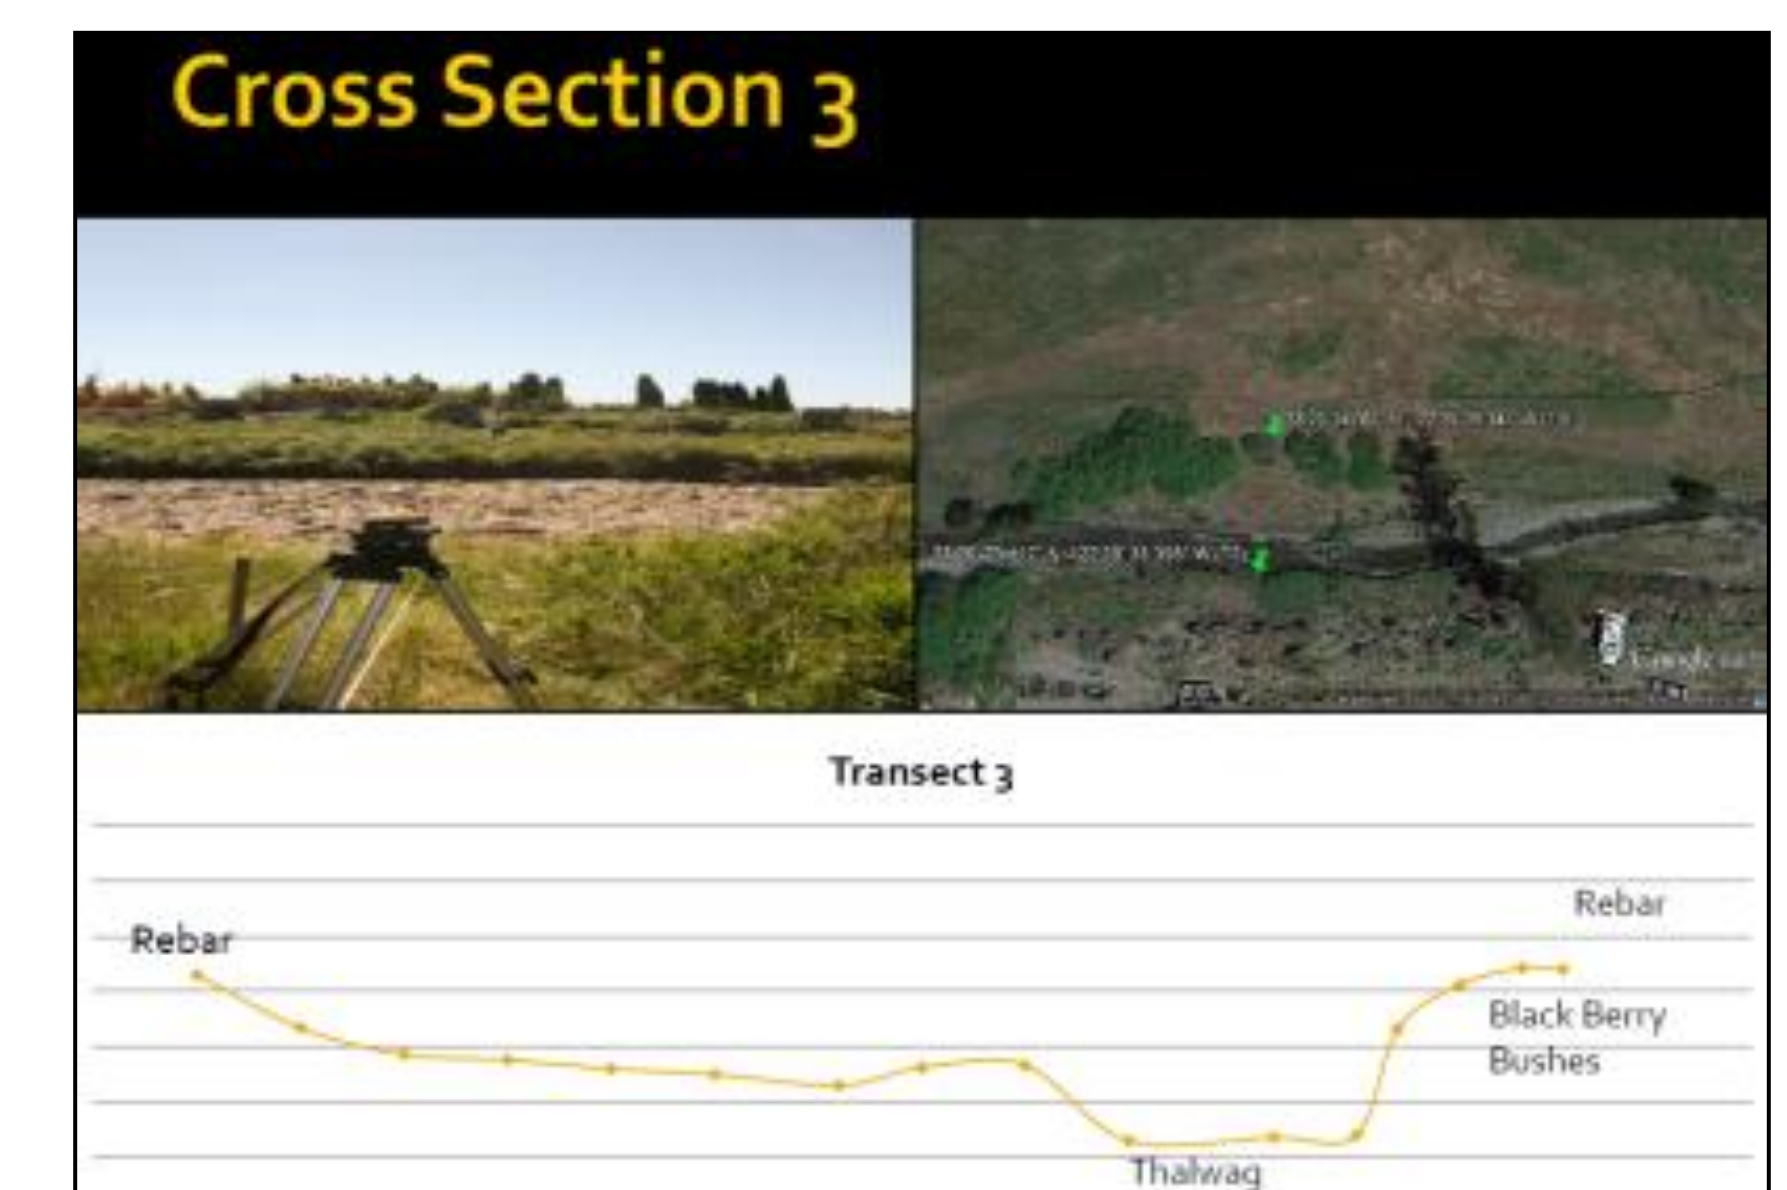 Cross Section 3
Transect 3
Rebar
Rebar
Black Berry
Bushes
Thalwag